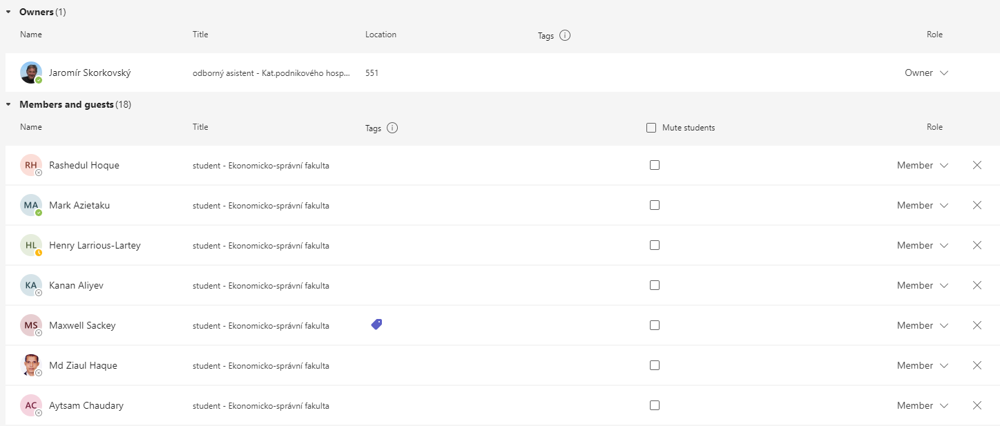 Owners (1)
Name Title Location Tags Role
Jaromír Skorkovský odborný asistent - Kat.podnikového hosp... 551 Owner
Members and guests (18)
Name Title Tags Mute students Role
RH Rashedul Hoque student - Ekonomicko-správní fakulta Member
MA Mark Azietaku student - Ekonomicko-správní fakulta Member
HL Henry Larrious-Lartey student - Ekonomicko-správní fakulta Member
KA Kanan Aliyev student - Ekonomicko-správní fakulta Member
MS Maxwell Sackey student - Ekonomicko-správní fakulta Member
Md Ziaul Haque student - Ekonomicko-správní fakulta Member
AC Aytsam Chaudary student - Ekonomicko-správní fakulta Member